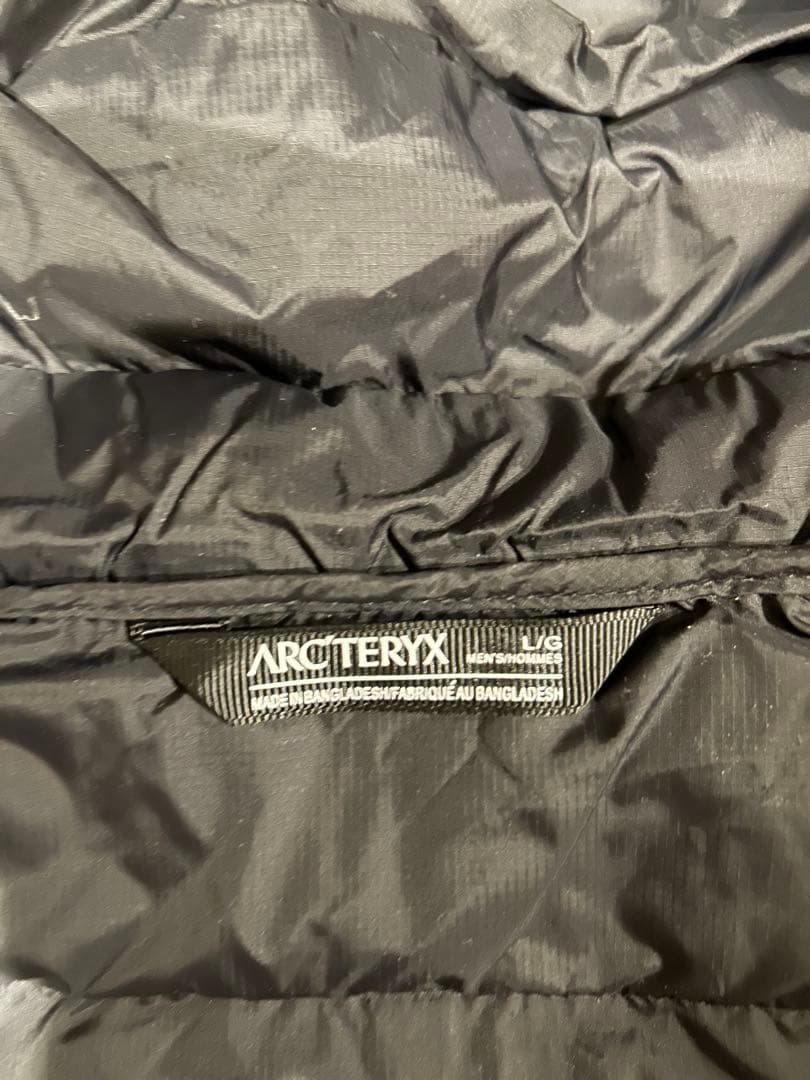 ARC'TERYX L/G
MEN'S/HOMMES
MADE IN BANGLADESH/FABRIQUÉ AU BANGLADESH